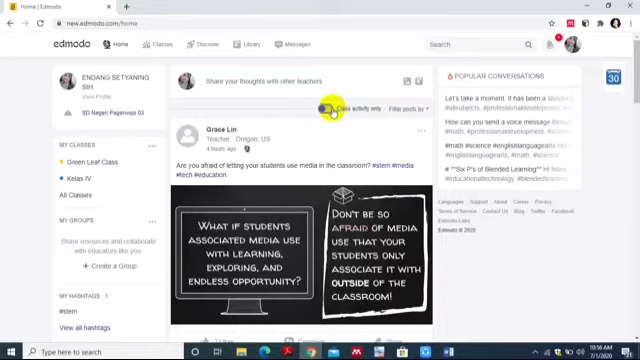 Home | Edmodo
new.edmodo.com/home
edmodo
Home
Classes
Discover
Library
Messages
Search
ENDANG SETYANING
SIH
View Profile
SD Negeri Pagerwojo 03
MY CLASSES
Green Leaf Class
Kelas IV
All Classes
MY GROUPS
Share resources and collaborate
with educators like you.
+ Create a Group
MY HASHTAGS 1
#stem
View all hashtags
Share your thoughts with other teachers
Class activity only
Filter posts by
Grace Lin
Teacher Oregon, US
4 hours ago
Are you afraid of letting your students use media in the classroom? #stem #media
#tech #education
WHAT IF STUDENTS
ASSOCIATED MEDIA USE
WITH LEARNING,
EXPLORING, AND
ENDLESS OPPORTUNITY?
DON'T BE SO
AFRAID OF MEDIA
USE THAT YOUR
STUDENTS ONLY
ASSOCIATE IT WITH
OUTSIDE OF THE
CLASSROOM!
POPULAR CONVERSATIONS
Let's take a moment. It has been a
#allsubjects, #professionaldevelopment,
How can you send a voice message
#math, #professionaldevelopment,
#math #science #englishlanguagearts
#englishlanguagearts, #math, #science
# **Six P's of Blended Learning**
#educationaltechnology, #blendedlearning
Languages Support About Career Privacy
Terms of Service Contact Us Blog Twitter Facebook
Edmodo Labs
Edmodo © 2020
30
Type here to search
10:56 AM
7/1/2020